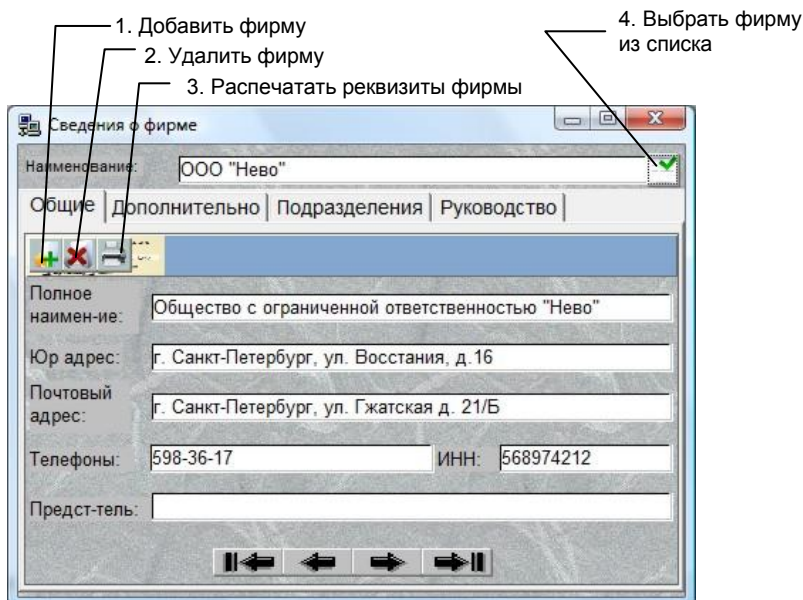 1. Добавить фирму
2. Удалить фирму
3. Распечатать реквизиты фирмы
4. Выбрать фирму
из списка
Сведения о фирме
Наименование: ООО "Нево"
Общие Дополнительно Подразделения Руководство
Полное
наимен-ие: Общество с ограниченной ответственностью "Нево"
Юр адрес: г. Санкт-Петербург, ул. Восстания, д.16
Почтовый
адрес: г. Санкт-Петербург, ул. Гжатская д. 21/Б
Телефоны: 598-36-17 ИНН: 568974212
Предст-тель: